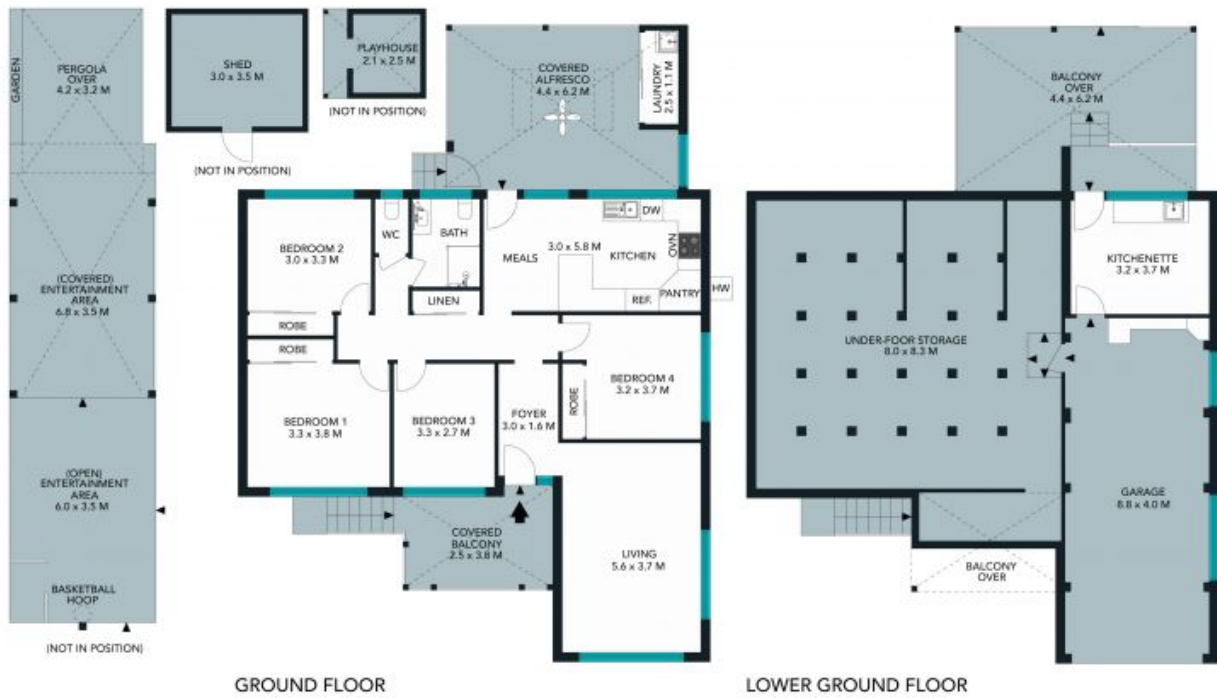 GARDEN
PERGOLA
OVER
4.2 x 3.2 M
(COVERED)
ENTERTAINMENT
AREA
6.8 x 3.5 M
(OPEN)
ENTERTAINMENT
AREA
6.0 x 3.5 M
BASKETBALL
HOOP
(NOT IN POSITION)
SHED
3.0 x 3.5 M
(NOT IN POSITION)
PLAYHOUSE
2.1 x 2.5 M
(NOT IN POSITION)
COVERED
ALFRESCO
4.4 x 6.2 M
LAUNDRY
2.5 x 1.1 M
BEDROOM 2
3.0 x 3.3 M
WC
BATH
MEALS
3.0 x 5.8 M
KITCHEN
DW
OVN
PANTRY
REF.
HW
LINEN
ROBE
ROBE
BEDROOM 1
3.3 x 3.8 M
BEDROOM 3
3.3 x 2.7 M
FOYER
3.0 x 1.6 M
ROBE
BEDROOM 4
3.2 x 3.7 M
COVERED
BALCONY
2.5 x 3.8 M
LIVING
5.6 x 3.7 M
GROUND FLOOR
BALCONY
OVER
4.4 x 6.2 M
KITCHENETTE
3.2 x 3.7 M
UNDER-FOOR STORAGE
8.0 x 8.3 M
GARAGE
8.8 x 4.0 M
BALCONY
OVER
LOWER GROUND FLOOR